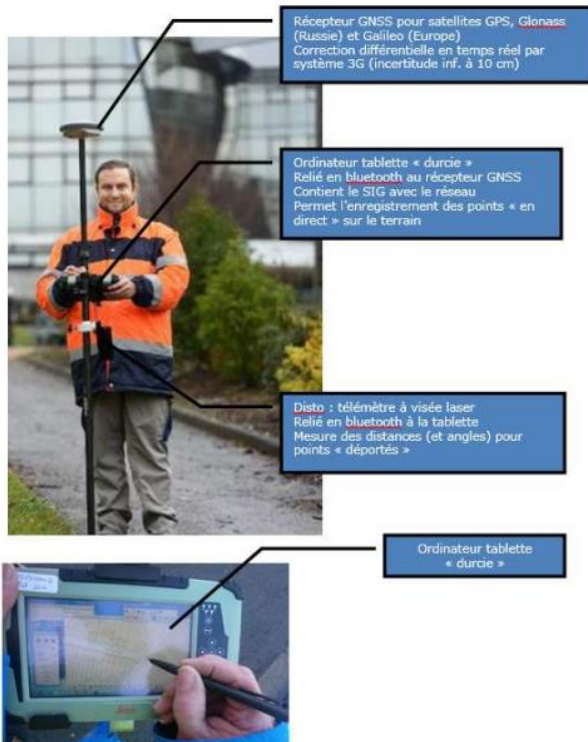 Récepteur GNSS pour satellites GPS, Glonass
(Russie) et Galileo (Europe)
Correction différentielle en temps réel par
système 3G (incertitude inf. à 10 cm)
Ordinateur tablette « durcie »
Relié en bluetooth au récepteur GNSS
Contient le SIG avec le réseau
Permet l'enregistrement des points « en
direct » sur le terrain
Disto : télémètre à visée laser
Relié en bluetooth à la tablette
Mesure des distances (et angles) pour
points « déportés »
Ordinateur tablette
« durcie »
Leica